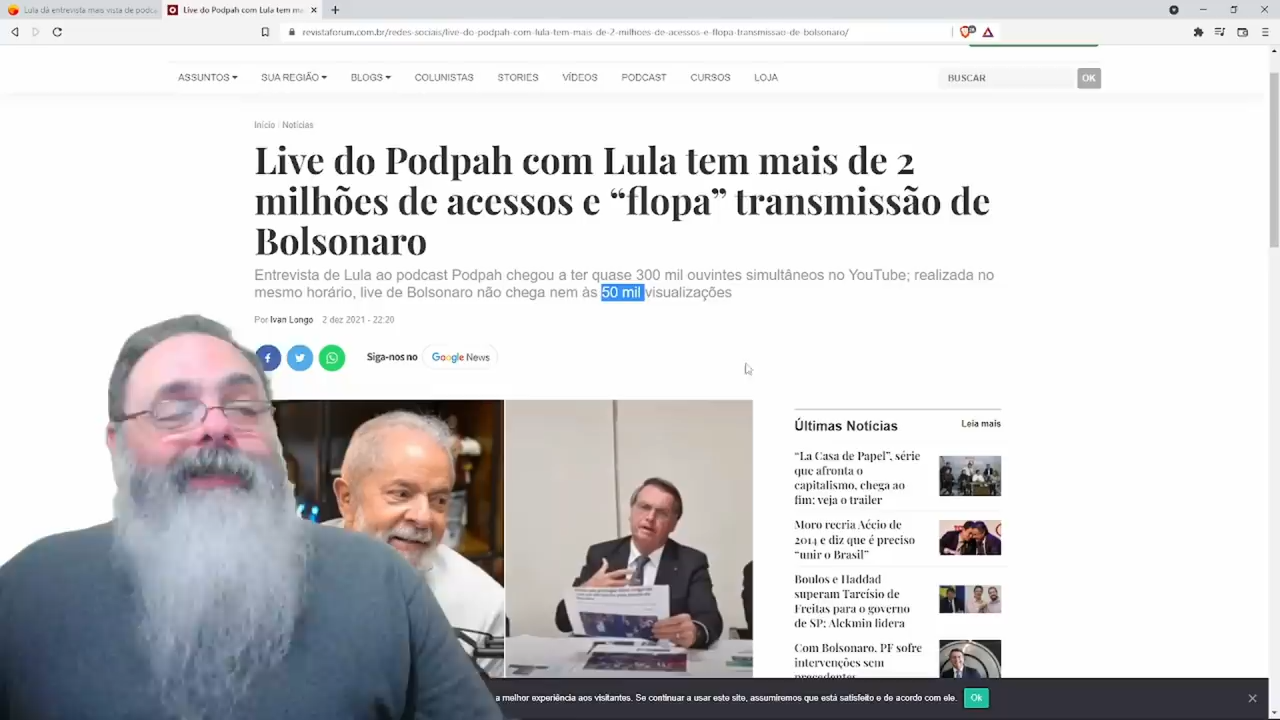 Lula dá entrevista mais vista de podca
Live do Podpah com Lula tem ma
revistaforum.com.br/redes-sociais/live-do-podpah-com-lula-tem-mais-de-2-milhoes-de-acessos-e-flopa-transmissao-de-bolsonaro/
ASSUNTOS SUA REGIÃO BLOGS COLUNISTAS STORIES VÍDEOS PODCAST CURSOS LOJA BUSCAR OK
Início Notícias
Live do Podpah com Lula tem mais de 2
milhões de acessos e “flopa” transmissão de
Bolsonaro
Entrevista de Lula ao podcast Podpah chegou a ter quase 300 mil ouvintes simultâneos no YouTube; realizada no
mesmo horário, live de Bolsonaro não chega nem às 50 mil visualizações
Por Ivan Longo 2 dez 2021 - 22:20
Siga-nos no Google News
Últimas Notícias Leia mais
“La Casa de Papel”, série
que afronta o
capitalismo, chega ao
fim; veja o trailer
Moro recria Aécio de
2014 e diz que é preciso
“unir o Brasil”
Boulos e Haddad
superam Tarcísio de
Freitas para o governo
de SP; Alckmin lidera
Com Bolsonaro, PF sofre
intervenções sem
precedentes
a melhor experiência aos visitantes. Se continuar a usar este site, assumiremos que está satisfeito e de acordo com ele. Ok